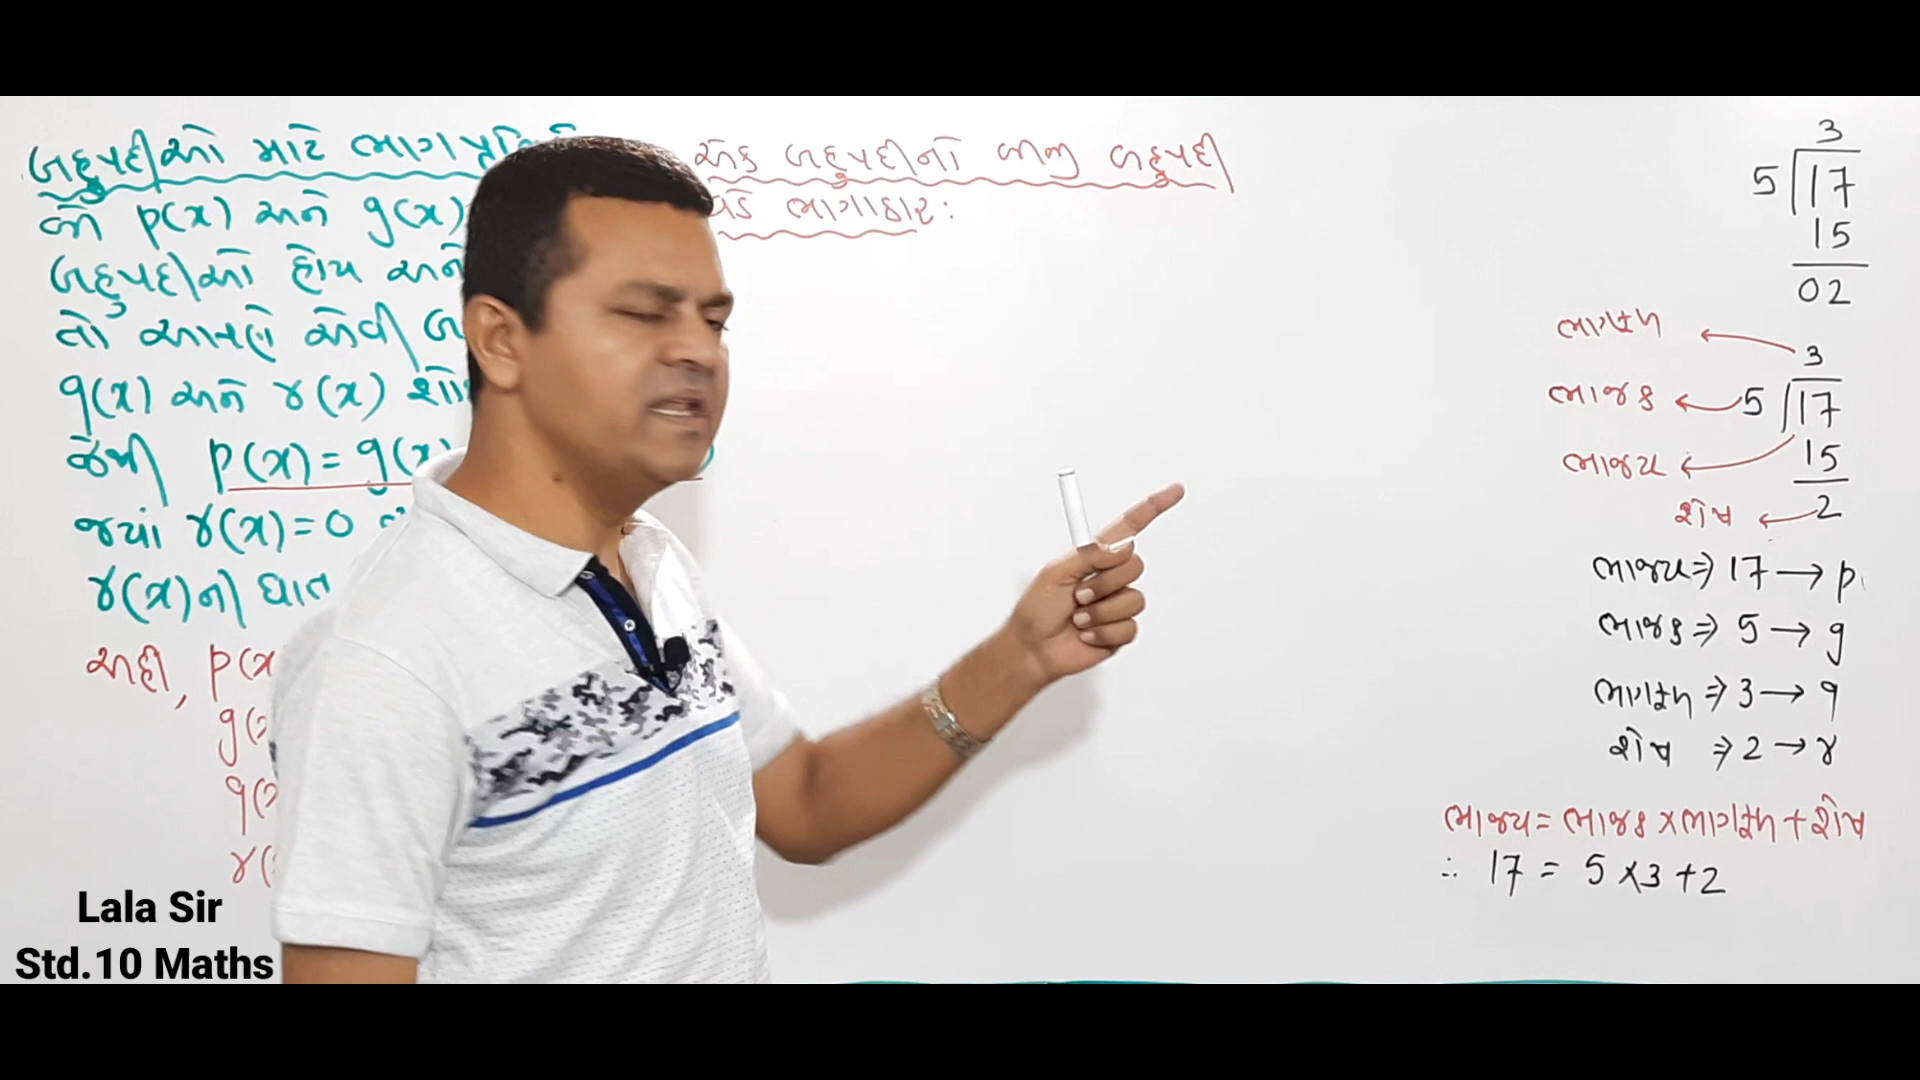 બહુપદીઓ માટે ભાગ
જો p(x) અને g(x)
બહુપદીઓ હોય અને
તો આપણે એવી
q(x) અને r(x)
જેથી p(x) = g(x)
જ્યાં r(x) = 0
r(x)ની ઘાત
અહીં, p(x
g(x
q(x
r(
એક બહુપદીનો બીજી બહુપદી
વડે ભાગાકાર:
3
5 17
15
02
ભાગફળ
3
ભાજક 5 17
ભાજ્ય 15
શેષ 2
ભાજ્ય ⇒ 17 → p
ભાજક ⇒ 5 → g
ભાગફળ ⇒ 3 → q
શેષ ⇒ 2 → r
ભાજ્ય = ભાજક × ભાગફળ + શેષ
∴ 17 = 5 × 3 + 2
Lala Sir
Std.10 Maths